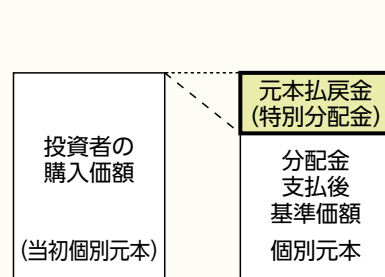 投資者の
購入価額
(当初個別元本)
元本払戻金
(特別分配金)
分配金
支払後
基準価額
個別元本